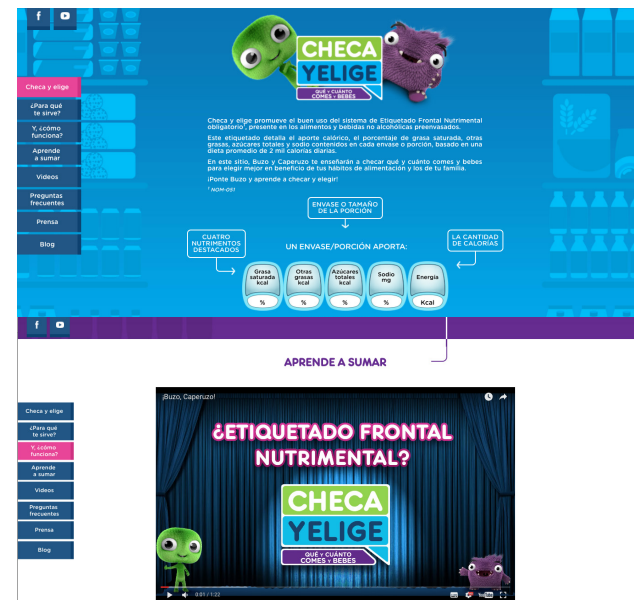 CHECA
YELIGE
QUÉ Y CUÁNTO
COMES Y BEBES
Checa y elige
¿Para qué
te sirve?
Y, ¿cómo
funciona?
Aprende
a sumar
Videos
Preguntas
frecuentes
Prensa
Blog
Checa y elige promueve el buen uso del sistema de Etiquetado Frontal Nutrimental
obligatorio¹, presente en los alimentos y bebidas no alcohólicas preenvasados.
Este etiquetado detalla el aporte calórico, el porcentaje de grasa saturada, otras
grasas, azúcares totales y sodio contenidos en cada envase o porción, basado en una
dieta promedio de 2 mil calorías diarias.
En este sitio, Buzo y Caperuzo te enseñarán a checar qué y cuánto comes y bebes
para elegir mejor en beneficio de tus hábitos de alimentación y los de tu familia.
¡Ponte Buzo y aprende a checar y elegir!
¹ NOM-051
ENVASE O TAMAÑO
DE LA PORCIÓN
CUATRO
NUTRIMENTOS
DESTACADOS
UN ENVASE/PORCIÓN APORTA:
LA CANTIDAD
DE CALORÍAS
Grasa
saturada
kcal
%
Otras
grasas
kcal
%
Azúcares
totales
kcal
%
Sodio
mg
%
Energía
Kcal
APRENDE A SUMAR
Checa y elige
¿Para qué
te sirve?
Y, ¿cómo
funciona?
Aprende
a sumar
Videos
Preguntas
frecuentes
Prensa
Blog
¡Buzo, Caperuzo!
¿ETIQUETADO FRONTAL
NUTRIMENTAL?
CHECA
YELIGE
QUÉ Y CUÁNTO
COMES Y BEBES
0:01 / 1:22
YouTube